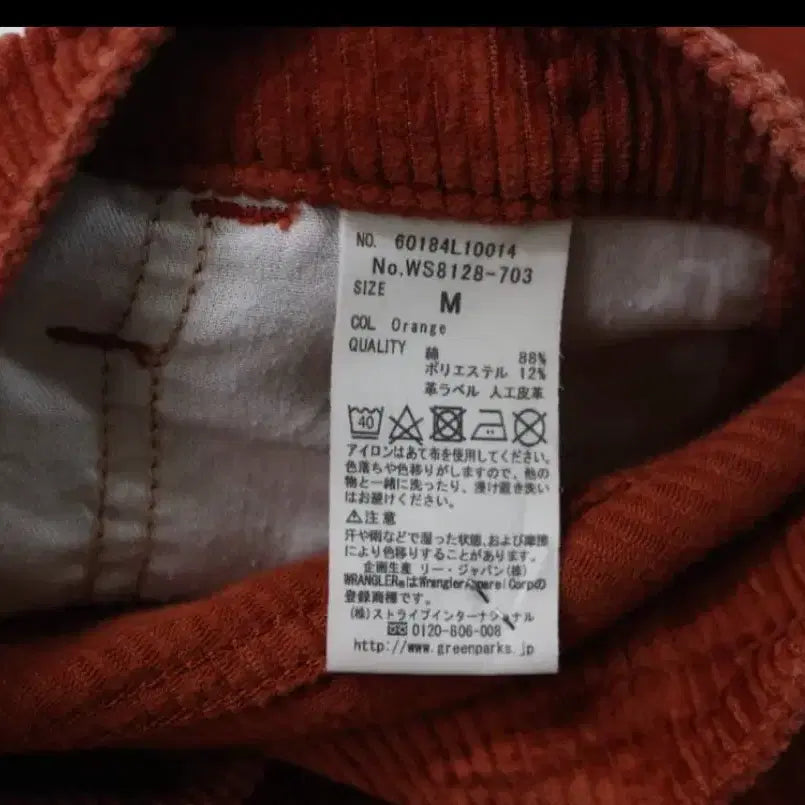 NO. 60184L10014
No.WS8128-703
SIZE M
COL Orange
QUALITY 綿 88%
ポリエステル 12%
革ラベル 人工皮革
40
アイロンはあて布を使用してください。
色落ちや色移りがしますので、他の
物と一緒に洗ったり、浸け置き洗い
はお避けください。
⚠注意
汗や雨などで湿った状態、および摩擦
により色移りすることがあります。
企画生産 リー・ジャパン(株)
WRANGLER®はWrangler Apparel Corpの
登録商標です。
(株)ストライプインターナショナル
0120-806-008
http://www.greenparks.jp